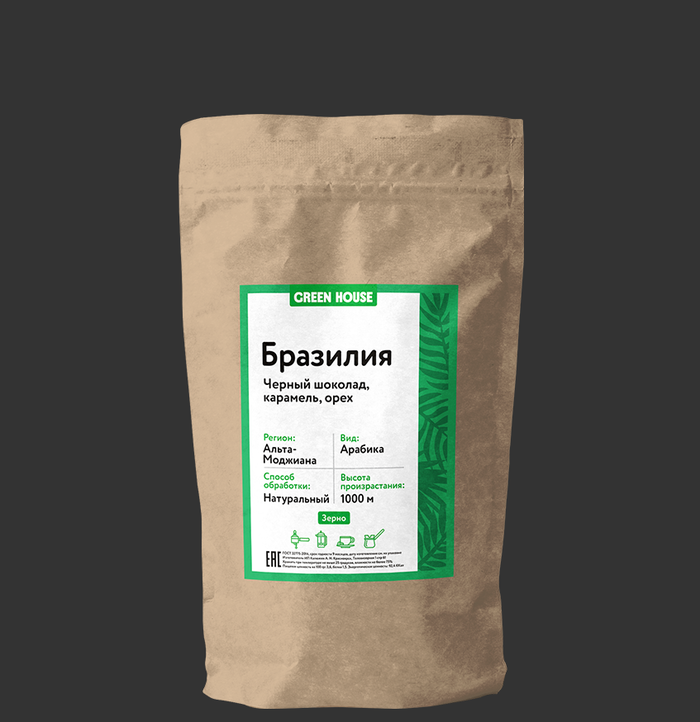 GREEN HOUSE
Бразилия
Черный шоколад,
карамель, орех
Регион:
Альта-
Моджиана
Вид:
Арабика
Способ
обработки:
Натуральный
Высота
произрастания:
1000 м
Зерно
EAC